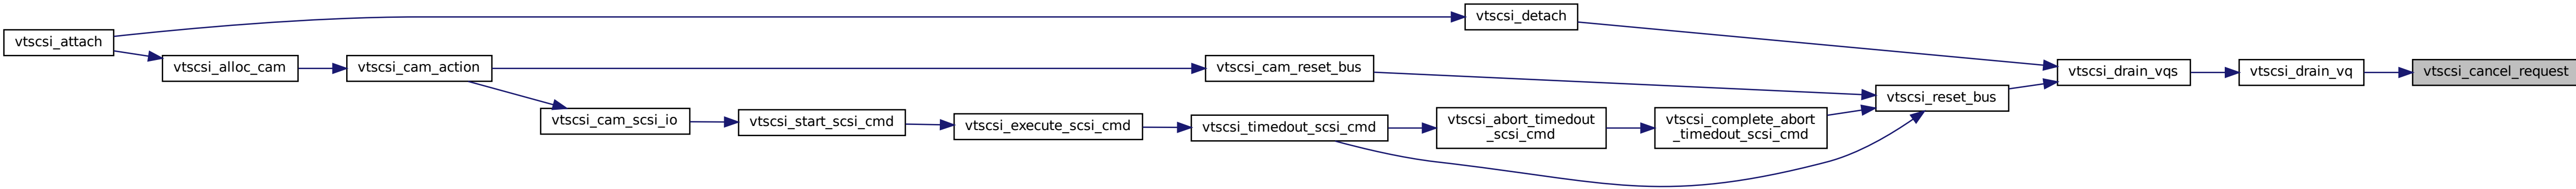 vtscsi_attach
vtscsi_alloc_cam
vtscsi_cam_action
vtscsi_cam_scsi_io
vtscsi_start_scsi_cmd
vtscsi_execute_scsi_cmd
vtscsi_cam_reset_bus
vtscsi_timedout_scsi_cmd
vtscsi_detach
vtscsi_abort_timedout
_scsi_cmd
vtscsi_complete_abort
_timedout_scsi_cmd
vtscsi_reset_bus
vtscsi_drain_vqs
vtscsi_drain_vq
vtscsi_cancel_request